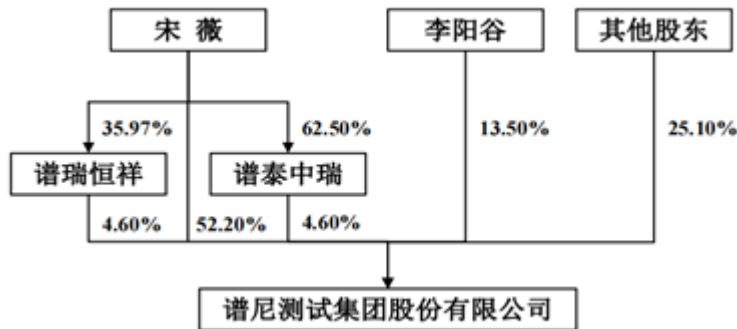 宋 薇
李阳谷
其他股东
35.97%
62.50%
13.50%
25.10%
谱瑞恒祥
谱泰中瑞
4.60%
52.20%
4.60%
谱尼测试集团股份有限公司